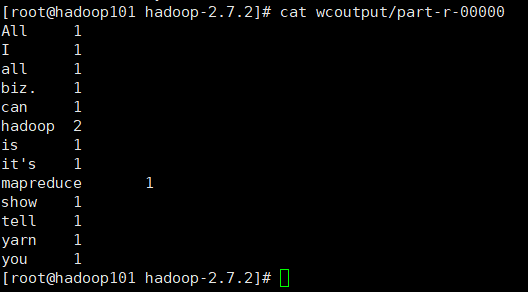 [root@hadoop101 hadoop-2.7.2]# cat wcoutput/part-r-00000
All	1
I	1
all	1
biz.	1
can	1
hadoop	2
is	1
it's	1
mapreduce	1
show	1
tell	1
yarn	1
you	1
[root@hadoop101 hadoop-2.7.2]#